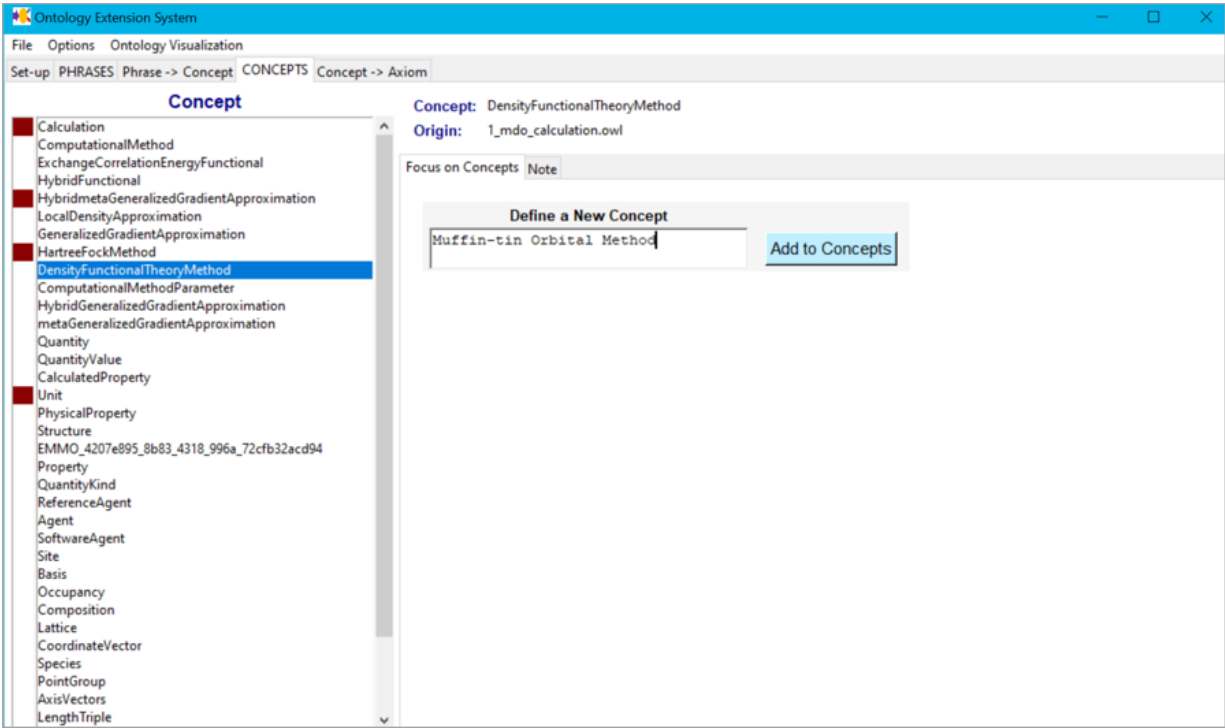 Ontology Extension System
File Options Ontology Visualization
Set-up PHRASES Phrase -> Concept CONCEPTS Concept -> Axiom
Concept
Calculation
ComputationalMethod
ExchangeCorrelationEnergyFunctional
HybridFunctional
HybridmetaGeneralizedGradientApproximation
LocalDensityApproximation
GeneralizedGradientApproximation
HartreeFockMethod
DensityFunctionalTheoryMethod
ComputationalMethodParameter
HybridGeneralizedGradientApproximation
metaGeneralizedGradientApproximation
Quantity
QuantityValue
CalculatedProperty
Unit
PhysicalProperty
Structure
EMMO_4207e895_8b83_4318_996a_72cfb32acd94
Property
QuantityKind
ReferenceAgent
Agent
SoftwareAgent
Site
Basis
Occupancy
Composition
Lattice
CoordinateVector
Species
PointGroup
AxisVectors
LengthTriple
Concept: DensityFunctionalTheoryMethod
Origin: 1_mdo_calculation.owl
Focus on Concepts Note
Define a New Concept
Muffin-tin Orbital Method
Add to Concepts